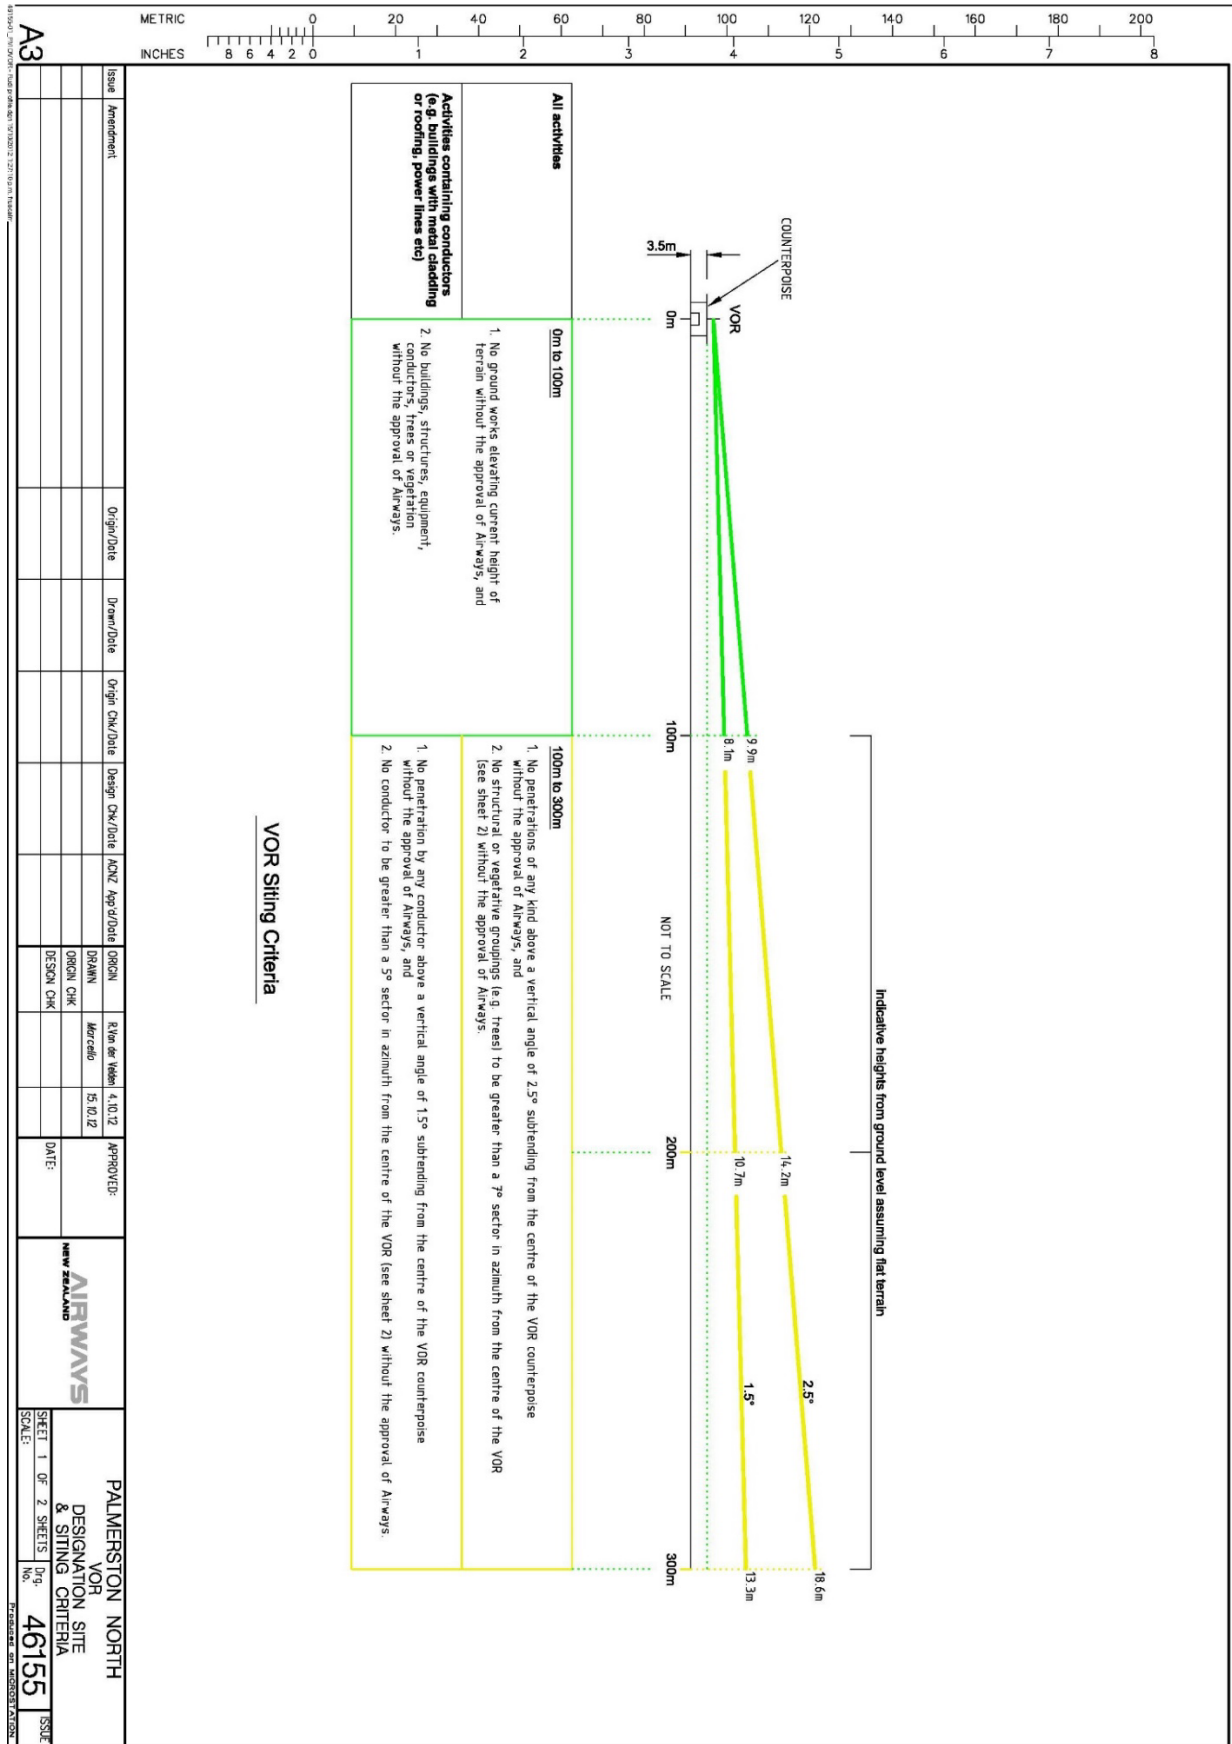 METRIC 0 20 40 60 80 100 120 140 160 180 200
INCHES 8 6 4 2 0 1 2 3 4 5 6 7 8
A3
Indicative heights from ground level assuming flat terrain
COUNTERPOISE
VOR
3.5m
9.9m
8.1m
14.2m
10.7m
2.5°
1.5°
18.6m
13.3m
0m
100m
200m
300m
NOT TO SCALE
All activities
0m to 100m
1. No ground works elevating current height of
terrain without the approval of Airways, and
2. No buildings, structures, equipment,
conductors, trees or vegetation
without the approval of Airways.
100m to 300m
1. No penetrations of any kind above a vertical angle of 2.5° subtending from the centre of the VOR counterpoise
without the approval of Airways, and
2. No structural or vegetative groupings (e.g. trees) to be greater than a 7° sector in azimuth from the centre of the VOR
(see sheet 2) without the approval of Airways.
Activities containing conductors
(e.g. buildings with metal cladding
or roofing, power lines etc)
1. No penetration by any conductor above a vertical angle of 1.5° subtending from the centre of the VOR counterpoise
without the approval of Airways, and
2. No conductor to be greater than a 5° sector in azimuth from the centre of the VOR (see sheet 2) without the approval of Airways.
VOR Siting Criteria
Issue Amendment Origin/Date Drawn/Date Origin Chk/Date Design Chk/Date ACNZ App'd/Date
ORIGIN R.Van der Velden 4.10.12
DRAWN Marcello 15.10.12
ORIGIN CHK
DESIGN CHK
APPROVED:
DATE:
AIRWAYS
NEW ZEALAND
PALMERSTON NORTH
VOR
DESIGNATION SITE
& SITING CRITERIA
SHEET 1 OF 2 SHEETS
SCALE:
Drg. No. 46155
ISSUE
Produced on MICROSTATION